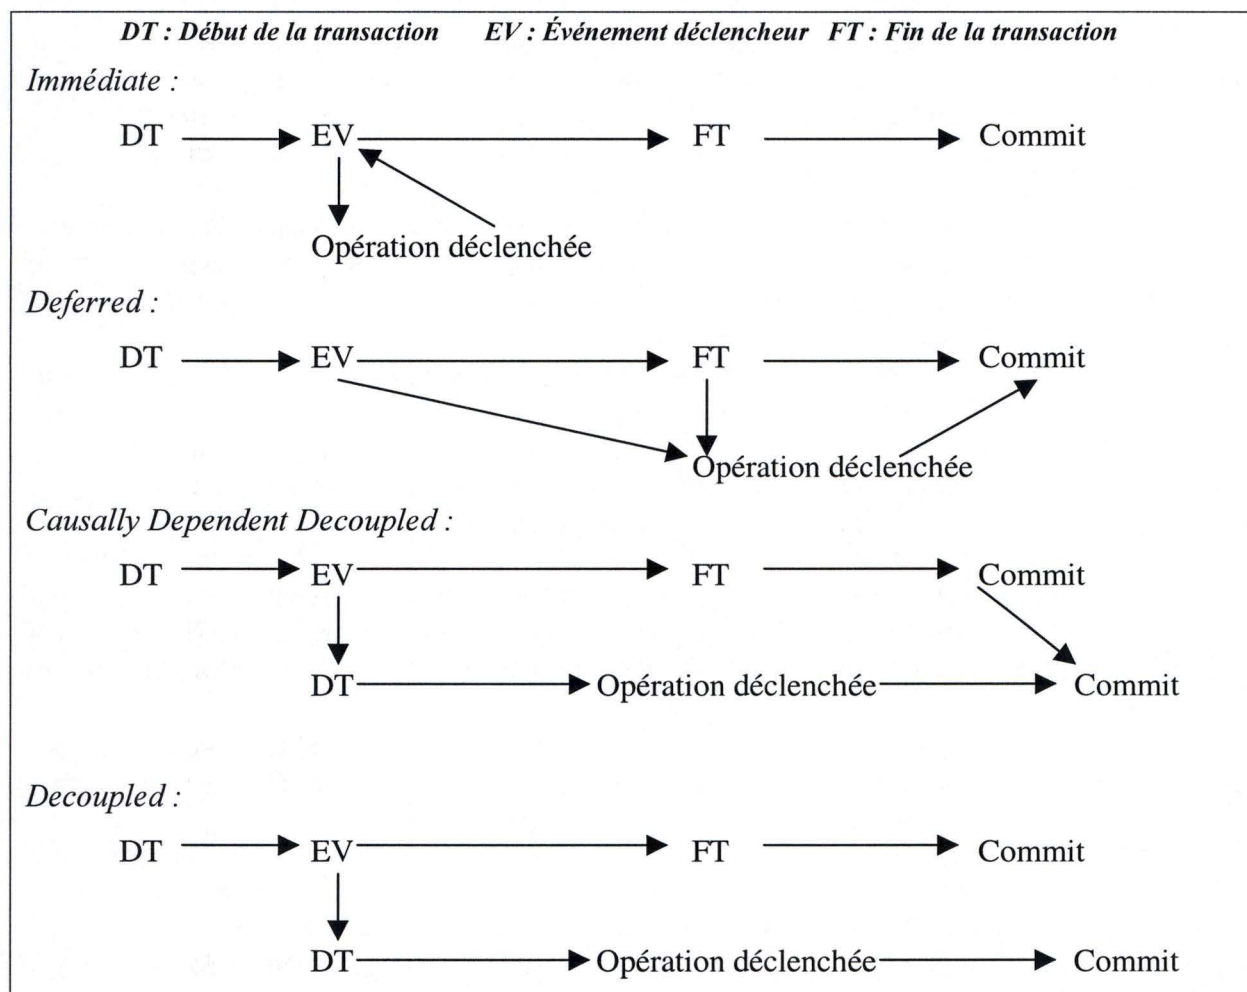 DT : Début de la transaction EV : Événement déclencheur FT : Fin de la transaction
Immédiate :
DT EV FT Commit
Opération déclenchée
Deferred :
DT EV FT Commit
Opération déclenchée
Causally Dependent Decoupled :
DT EV FT Commit
DT Opération déclenchée Commit
Decoupled :
DT EV FT Commit
DT Opération déclenchée Commit